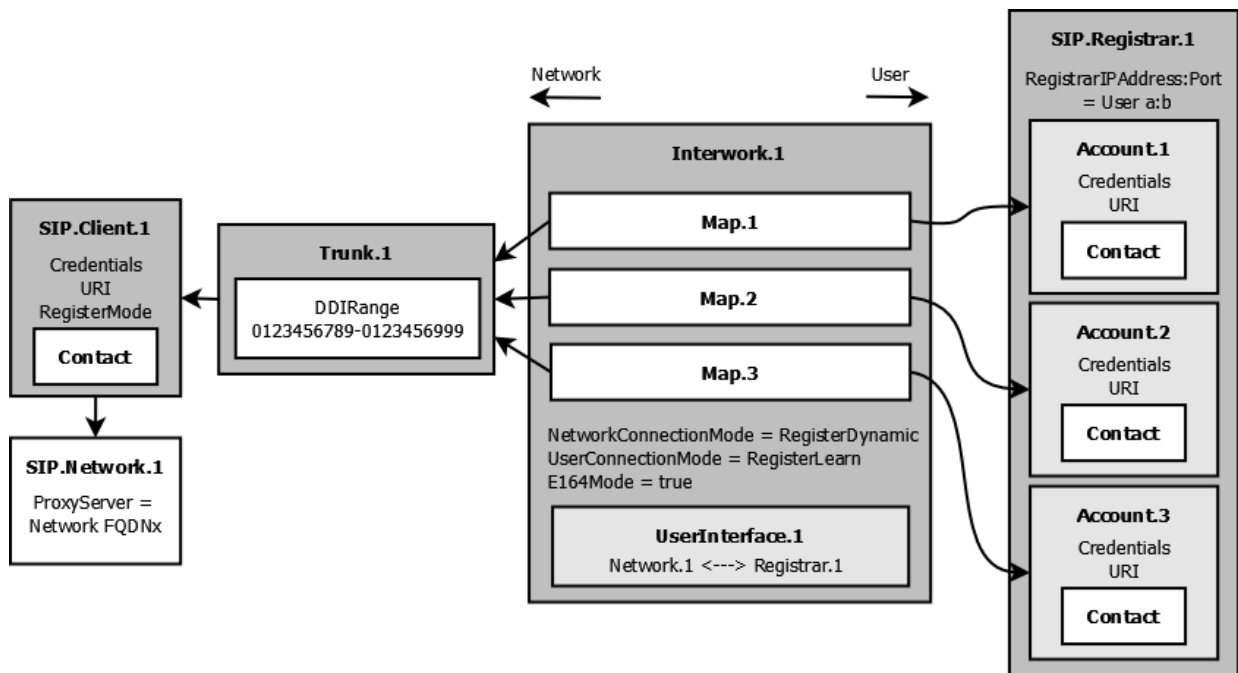 SIP.Client.1
Credentials
URI
RegisterMode
Contact
SIP.Network.1
ProxyServer =
Network FQDNx
Trunk.1
DDIRange
0123456789-0123456999
Network
User
Interwork.1
Map.1
Map.2
Map.3
NetworkConnectionMode = RegisterDynamic
UserConnectionMode = RegisterLearn
E164Mode = true
UserInterface.1
Network.1 <---> Registrar.1
SIP.Registrar.1
RegistrarIPAddress:Port
= User a:b
Account.1
Credentials
URI
Contact
Account.2
Credentials
URI
Contact
Account.3
Credentials
URI
Contact